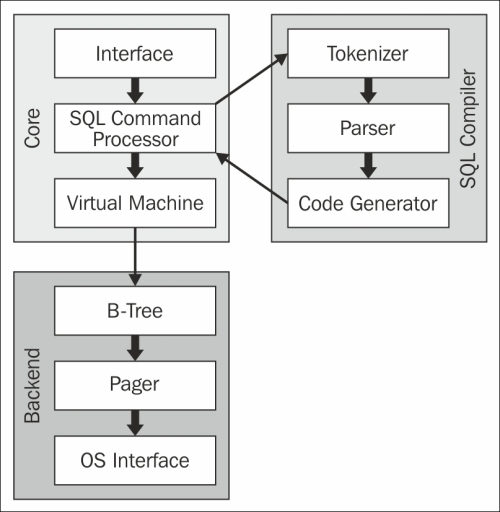 Core
Interface
SQL Command
Processor
Virtual Machine
SQL Compiler
Tokenizer
Parser
Code Generator
Backend
B-Tree
Pager
OS Interface